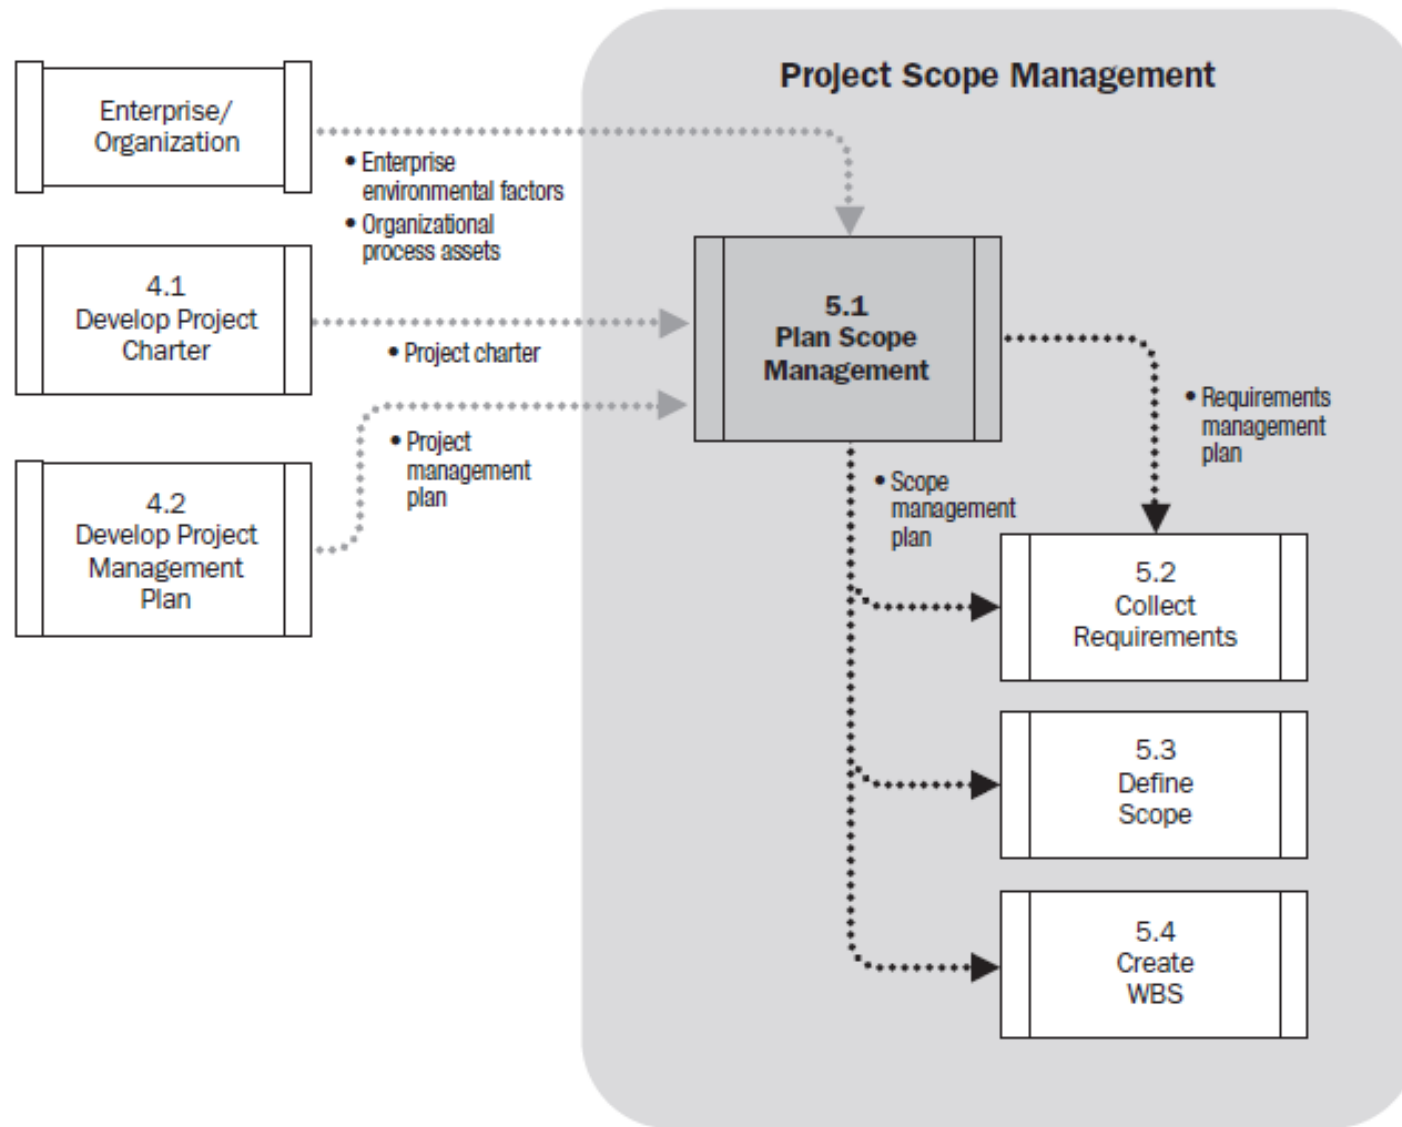 Project Scope Management
Enterprise/
Organization
• Enterprise
environmental factors
• Organizational
process assets
4.1
Develop Project
Charter
• Project charter
5.1
Plan Scope
Management
• Requirements
management
plan
• Project
management
plan
4.2
Develop Project
Management
Plan
• Scope
management
plan
5.2
Collect
Requirements
5.3
Define
Scope
5.4
Create
WBS